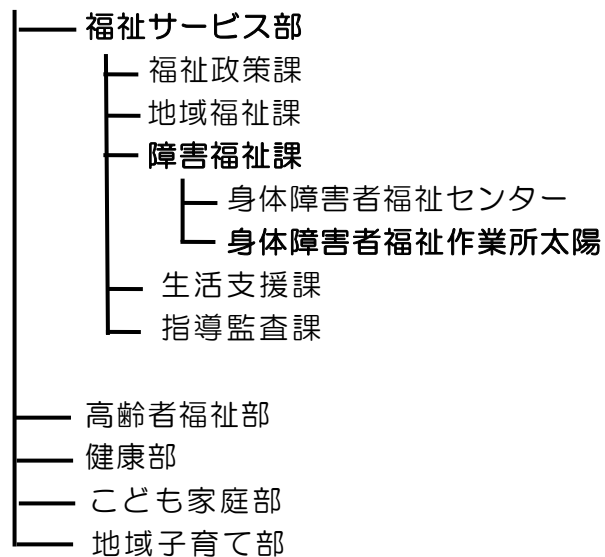 福祉サービス部
福祉政策課
地域福祉課
障害福祉課
身体障害者福祉センター
身体障害者福祉作業所太陽
生活支援課
指導監査課
高齢者福祉部
健康部
こども家庭部
地域子育て部